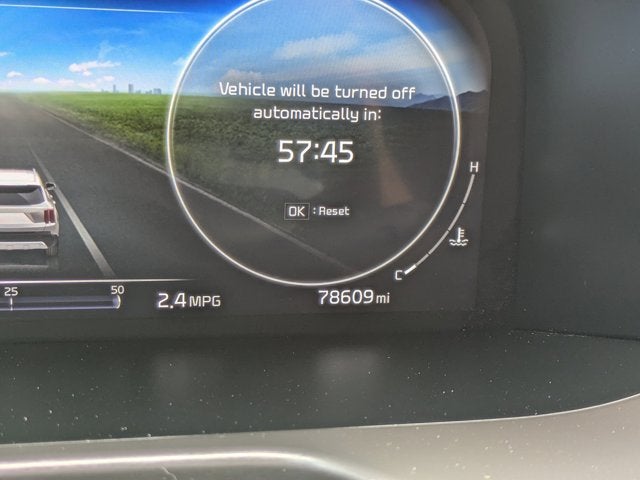 Vehicle will be turned off
automatically in:
57:45
OK : Reset
H
C
25 50
2.4 MPG 78609 mi